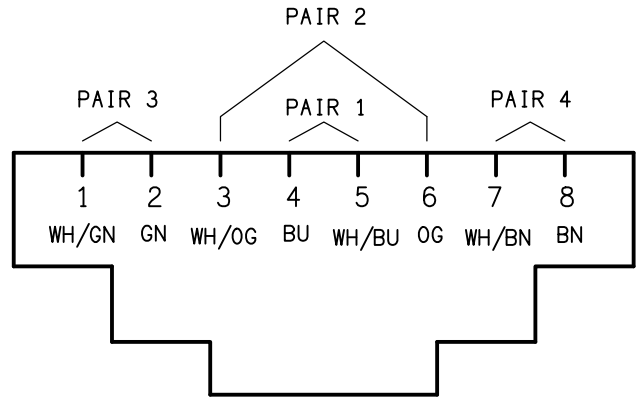 PAIR 2
PAIR 3 PAIR 1 PAIR 4
1 2 3 4 5 6 7 8
WH/GN GN WH/OG BU WH/BU OG WH/BN BN